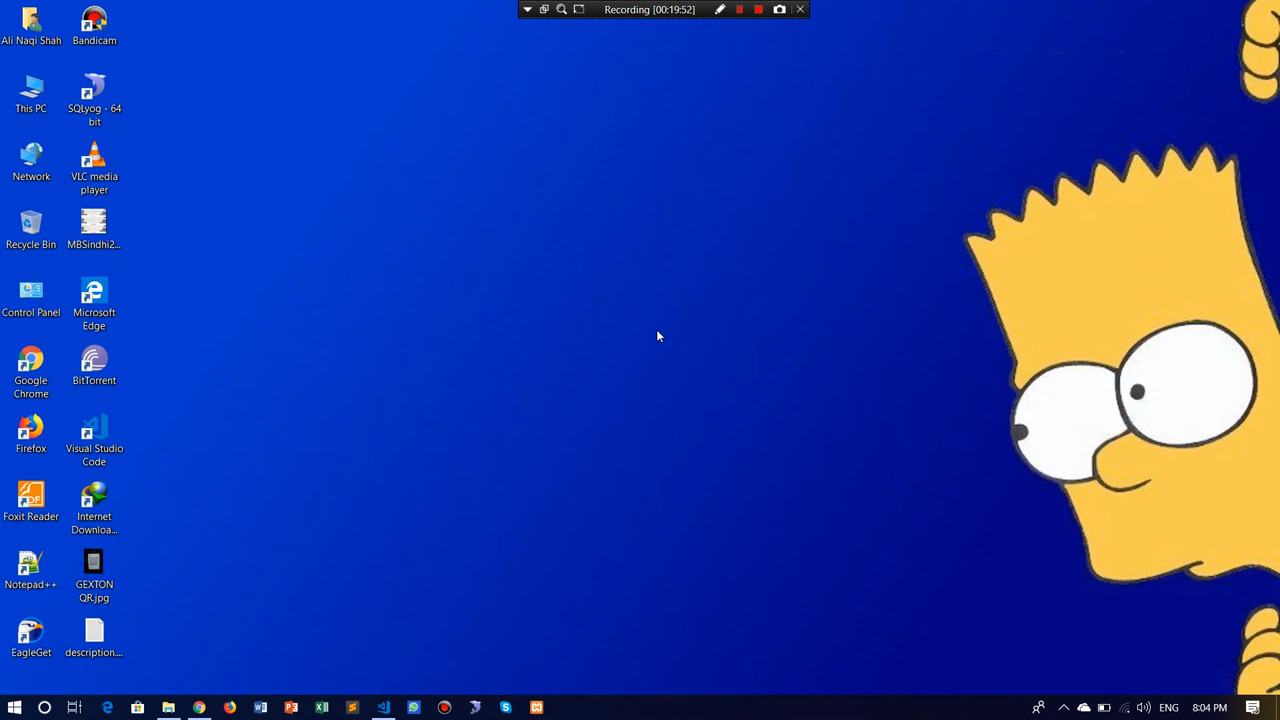 Recording [00:19:52]
Ali Naqi Shah
Bandicam
This PC
SQLyog - 64
bit
Network
VLC media
player
Recycle Bin
MBSindhi2...
Control Panel
Microsoft
Edge
Google
Chrome
BitTorrent
Firefox
Visual Studio
Code
Foxit Reader
Internet
Downloa...
Notepad++
GEXTON
QR.jpg
EagleGet
description....
ENG
8:04 PM